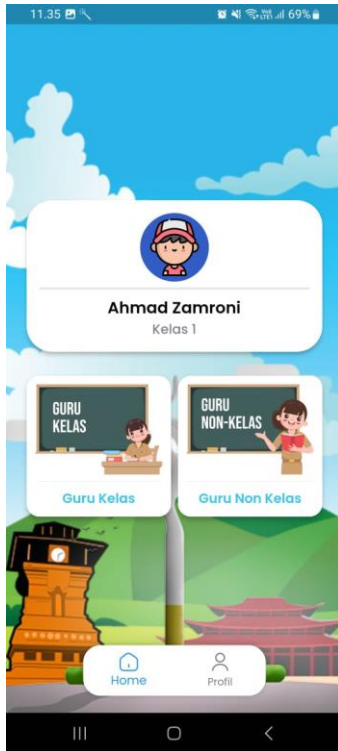 11.35 69%
Ahmad Zamroni
Kelas 1
GURU
KELAS
GURU
NON-KELAS
Guru Kelas
Guru Non Kelas
Home
Profil